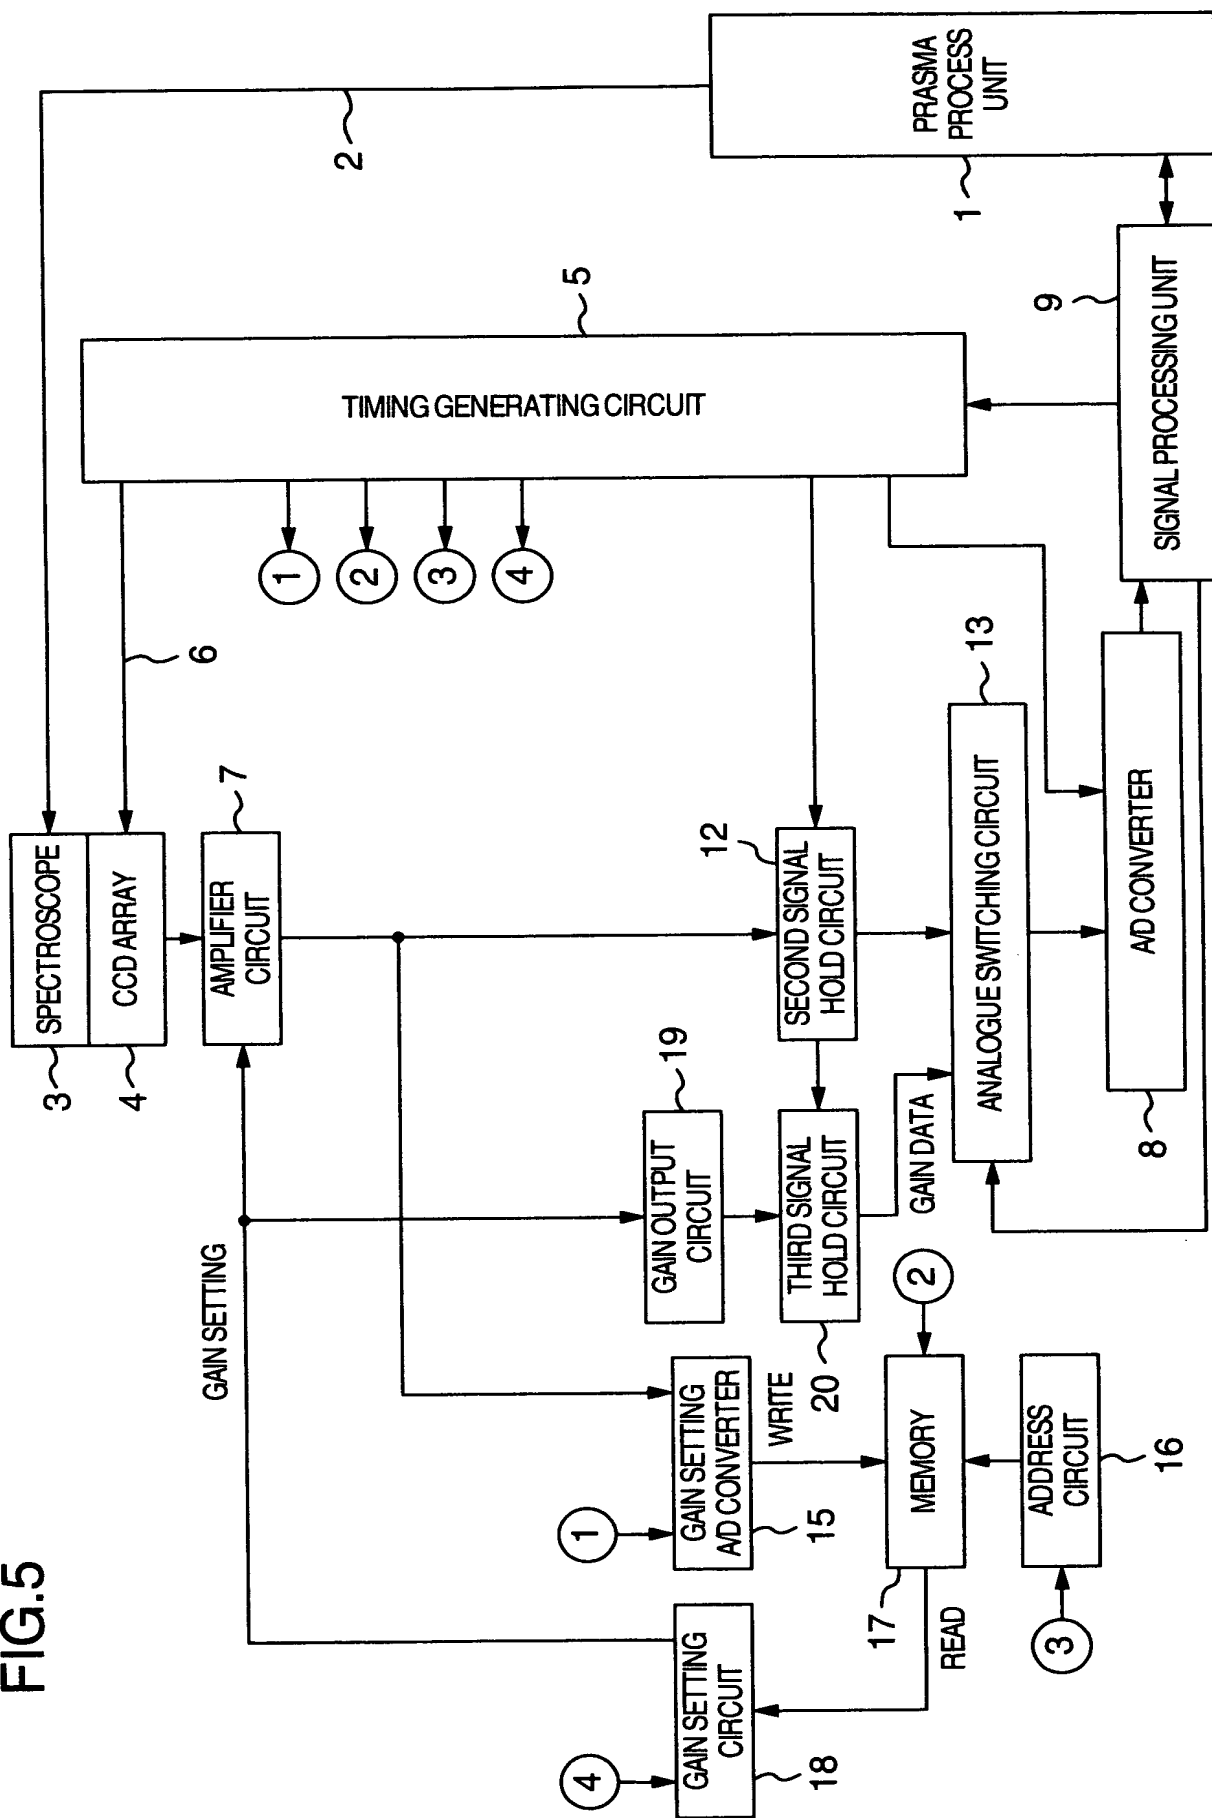 FIG.5
GAIN SETTING
3
SPECTROSCOPE
4
CCD ARRAY
AMPLIFIER
CIRCUIT
7
6
2
TIMING GENERATING CIRCUIT
5
1
2
3
4
PRASMA
PROCESS
UNIT
1
4
GAIN SETTING
CIRCUIT
18
1
GAIN SETTING
A/D CONVERTER
15
WRITE
GAIN OUTPUT
CIRCUIT
19
THIRD SIGNAL
HOLD CIRCUIT
20
SECOND SIGNAL
HOLD CIRCUIT
12
READ
17
MEMORY
2
GAIN DATA
ANALOGUE SWITCHING CIRCUIT
13
3
ADDRESS
CIRCUIT
16
8
A/D CONVERTER
SIGNAL PROCESSING UNIT
9